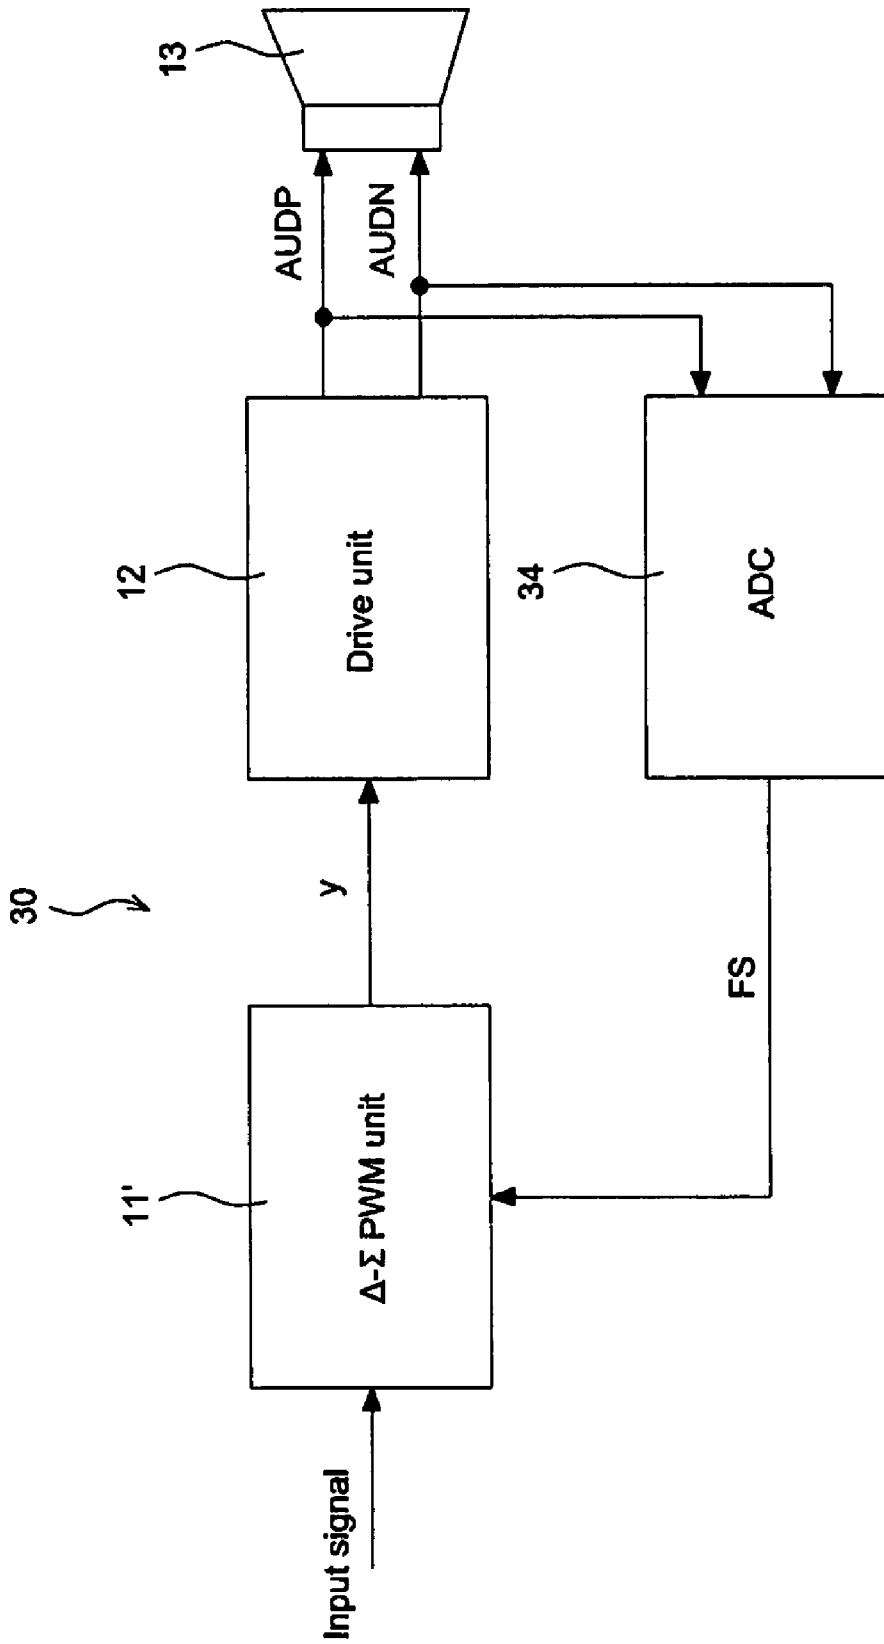 30
11'
12
13
Input signal
Δ-Σ PWM unit
y
Drive unit
AUDP
AUDN
34
FS
ADC